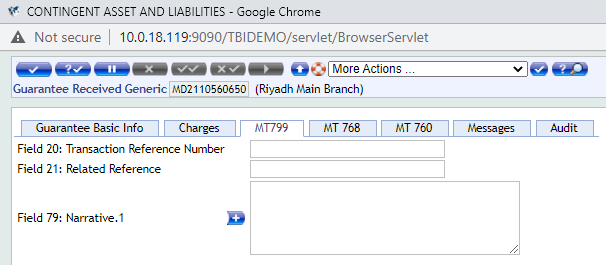 CONTINGENT ASSET AND LIABILITIES - Google Chrome
Not secure | 10.0.18.119:9090/TBIDEMO/servlet/BrowserServlet
More Actions ...
Guarantee Received Generic MD2110560650 (Riyadh Main Branch)
Guarantee Basic Info Charges MT799 MT 768 MT 760 Messages Audit
Field 20: Transaction Reference Number
Field 21: Related Reference
Field 79: Narrative.1